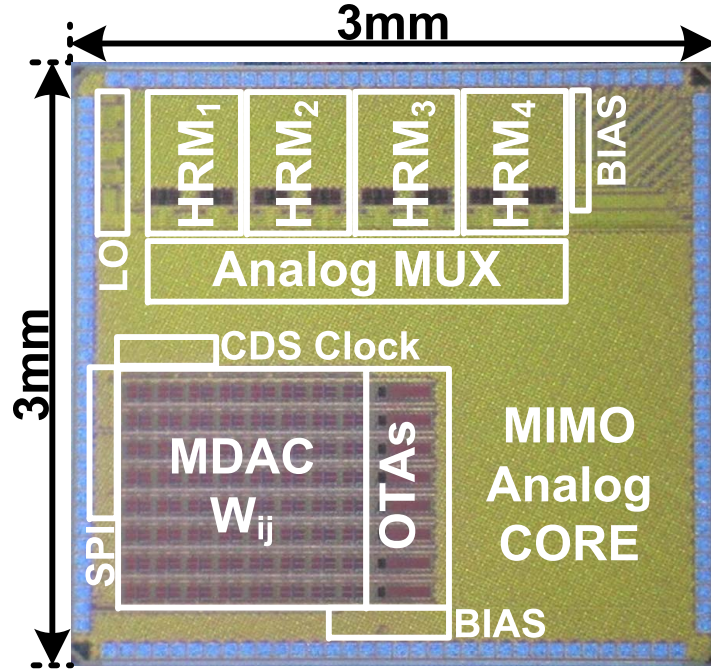 3mm
3mm
LO
HRM1
HRM2
HRM3
HRM4
BIAS
Analog MUX
CDS Clock
SPI
MDAC
Wij
OTAs
MIMO
Analog
CORE
BIAS